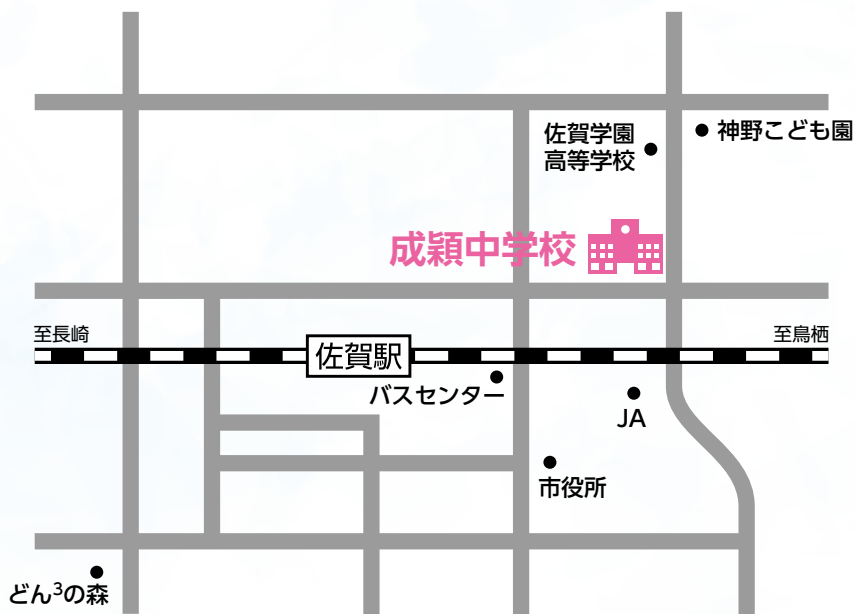 佐賀学園
高等学校
神野こども園
成穎中学校
至長崎
至鳥栖
佐賀駅
バスセンター
JA
市役所
どん³の森